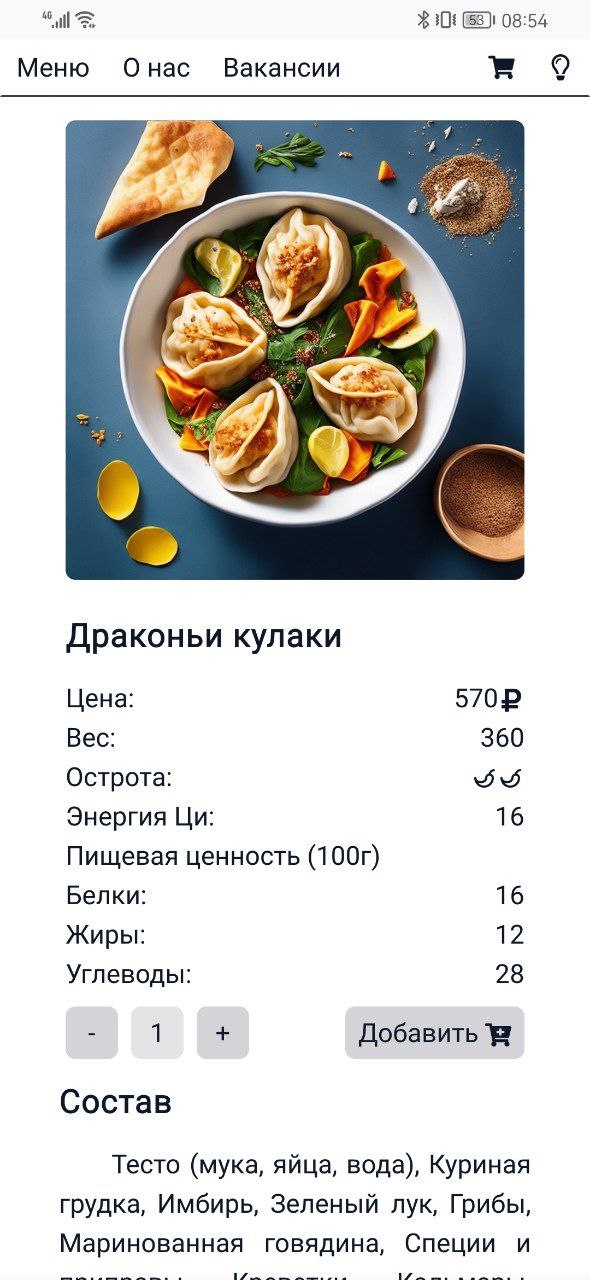 4G 53 08:54
Меню О нас Вакансии
Драконьи кулаки
Цена: 570₽
Вес: 360
Острота:
Энергия Ци: 16
Пищевая ценность (100г)
Белки: 16
Жиры: 12
Углеводы: 28
- 1 + Добавить
Состав
Тесто (мука, яйца, вода), Куриная
грудка, Имбирь, Зеленый лук, Грибы,
Маринованная говядина, Специи и